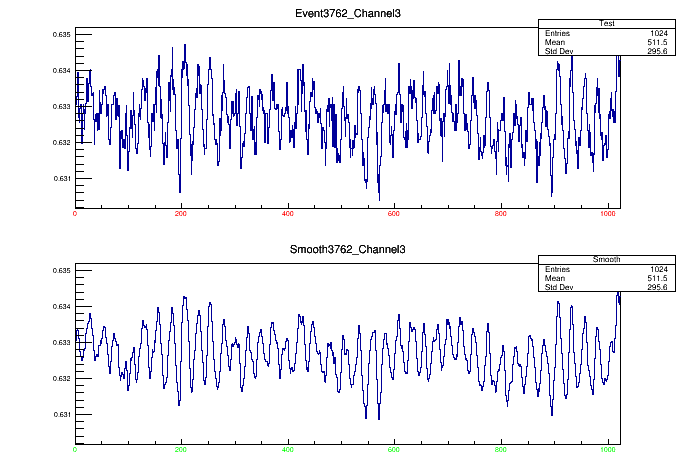 Event3762_Channel3
Test
Entries 1024
Mean 511.5
Std Dev 295.6
0.635
0.634
0.633
0.632
0.631
0 200 400 600 800 1000
Smooth3762_Channel3
Smooth
Entries 1024
Mean 511.5
Std Dev 295.6
0.635
0.634
0.633
0.632
0.631
0 200 400 600 800 1000